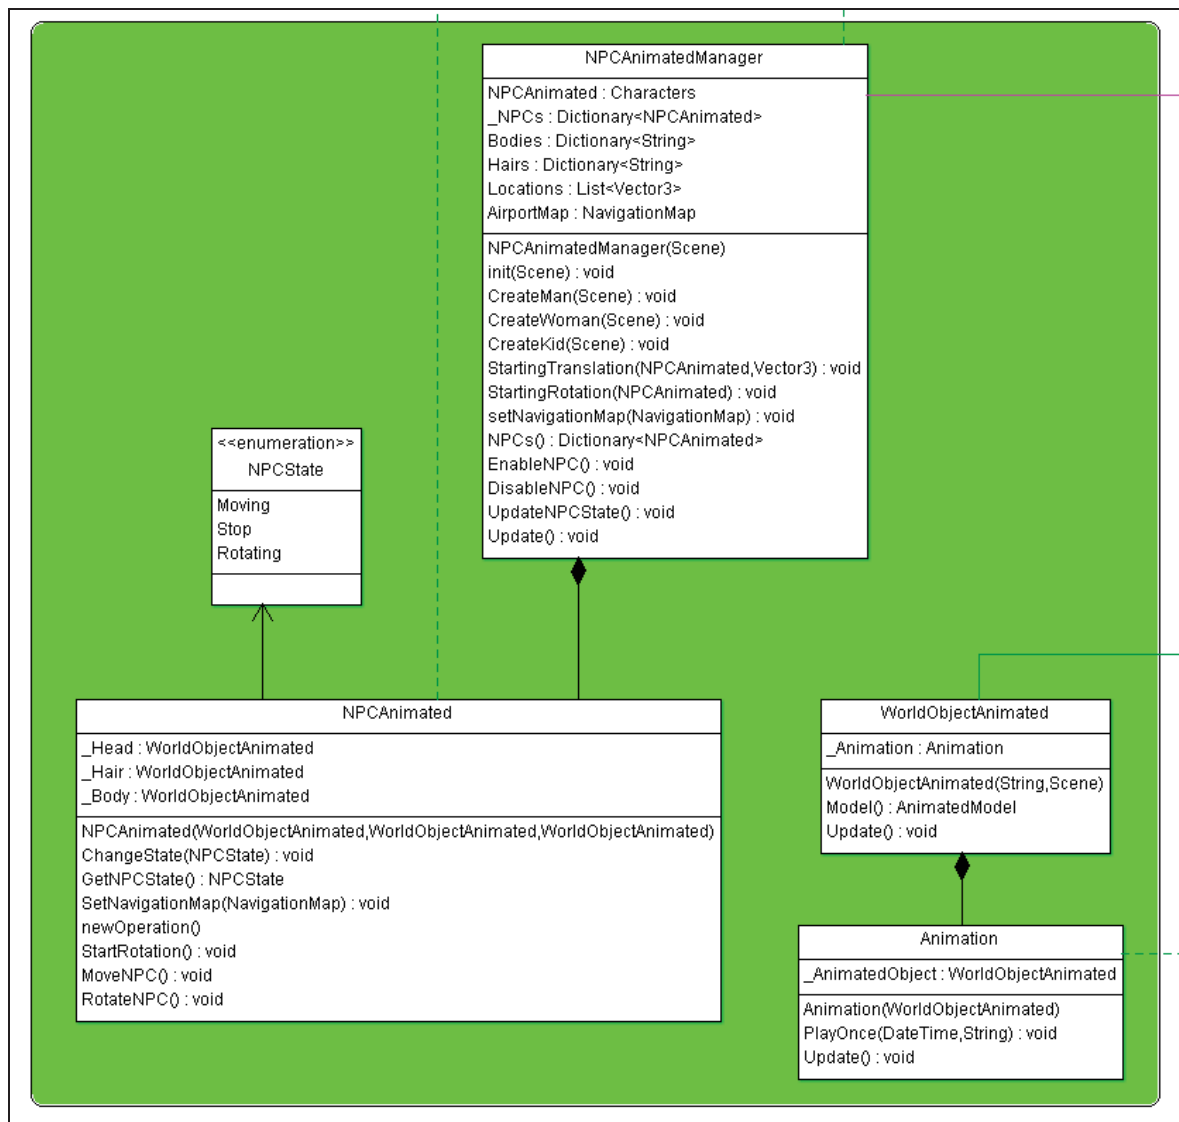 NPCAnimatedManager
NPCAnimated : Characters
_NPCs : Dictionary<NPCAnimated>
Bodies : Dictionary<String>
Hairs : Dictionary<String>
Locations : List<Vector3>
AirportMap : NavigationMap
NPCAnimatedManager(Scene)
init(Scene) : void
CreateMan(Scene) : void
CreateWoman(Scene) : void
CreateKid(Scene) : void
StartingTranslation(NPCAnimated,Vector3) : void
StartingRotation(NPCAnimated) : void
setNavigationMap(NavigationMap) : void
NPCs() : Dictionary<NPCAnimated>
EnableNPC() : void
DisableNPC() : void
UpdateNPCState() : void
Update() : void
<<enumeration>>
NPCState
Moving
Stop
Rotating
NPCAnimated
_Head : WorldObjectAnimated
_Hair : WorldObjectAnimated
_Body : WorldObjectAnimated
NPCAnimated(WorldObjectAnimated,WorldObjectAnimated,WorldObjectAnimated)
ChangeState(NPCState) : void
GetNPCState() : NPCState
SetNavigationMap(NavigationMap) : void
newOperation()
StartRotation() : void
MoveNPC() : void
RotateNPC() : void
WorldObjectAnimated
_Animation : Animation
WorldObjectAnimated(String,Scene)
Model() : AnimatedModel
Update() : void
Animation
_AnimatedObject : WorldObjectAnimated
Animation(WorldObjectAnimated)
PlayOnce(DateTime,String) : void
Update() : void